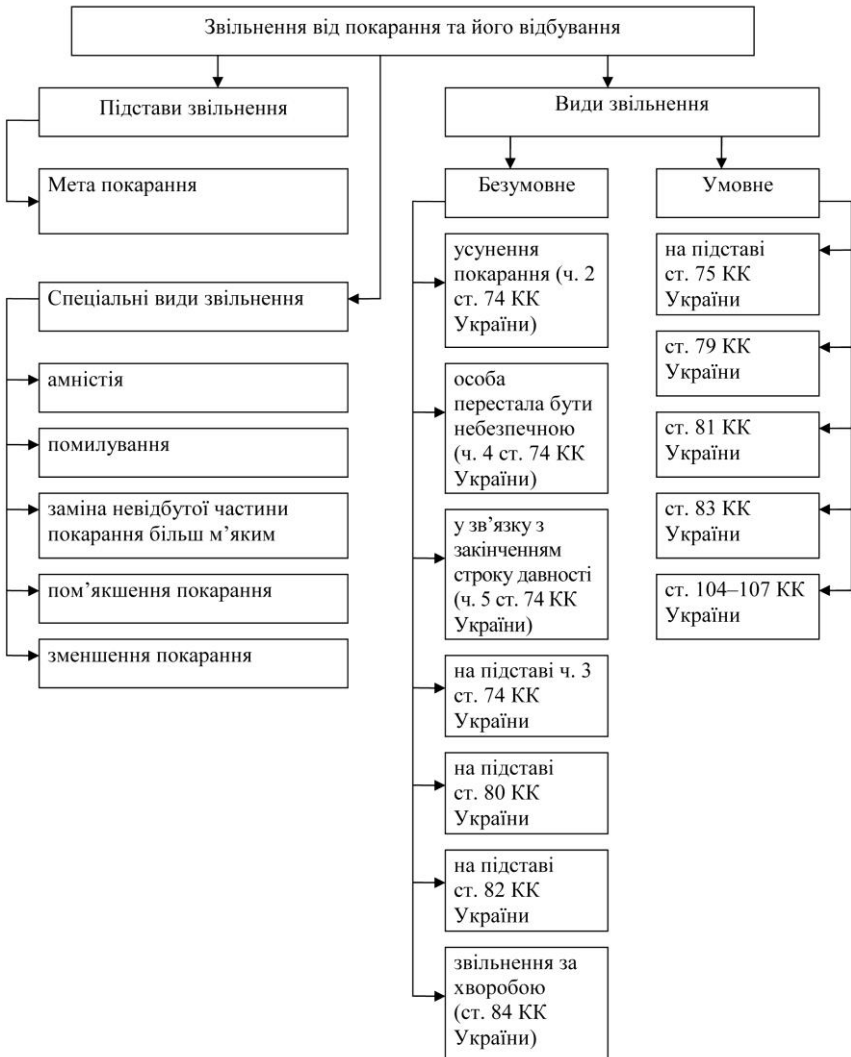 Звільнення від покарання та його відбування
Підстави звільнення
Мета покарання
Спеціальні види звільнення
амністія
помилування
заміна невідбутої частини
покарання більш м’яким
пом’якшення покарання
зменшення покарання
Види звільнення
Безумовне
усунення
покарання (ч. 2
ст. 74 КК
України)
особа
перестала бути
небезпечною
(ч. 4 ст. 74 КК
України)
у зв’язку з
закінченням
строку давності
(ч. 5 ст. 74 КК
України)
на підставі ч. 3
ст. 74 КК
України
на підставі
ст. 80 КК
України
на підставі
ст. 82 КК
України
звільнення за
хворобою
(ст. 84 КК
України)
Умовне
на підставі
ст. 75 КК
України
ст. 79 КК
України
ст. 81 КК
України
ст. 83 КК
України
ст. 104–107 КК
України